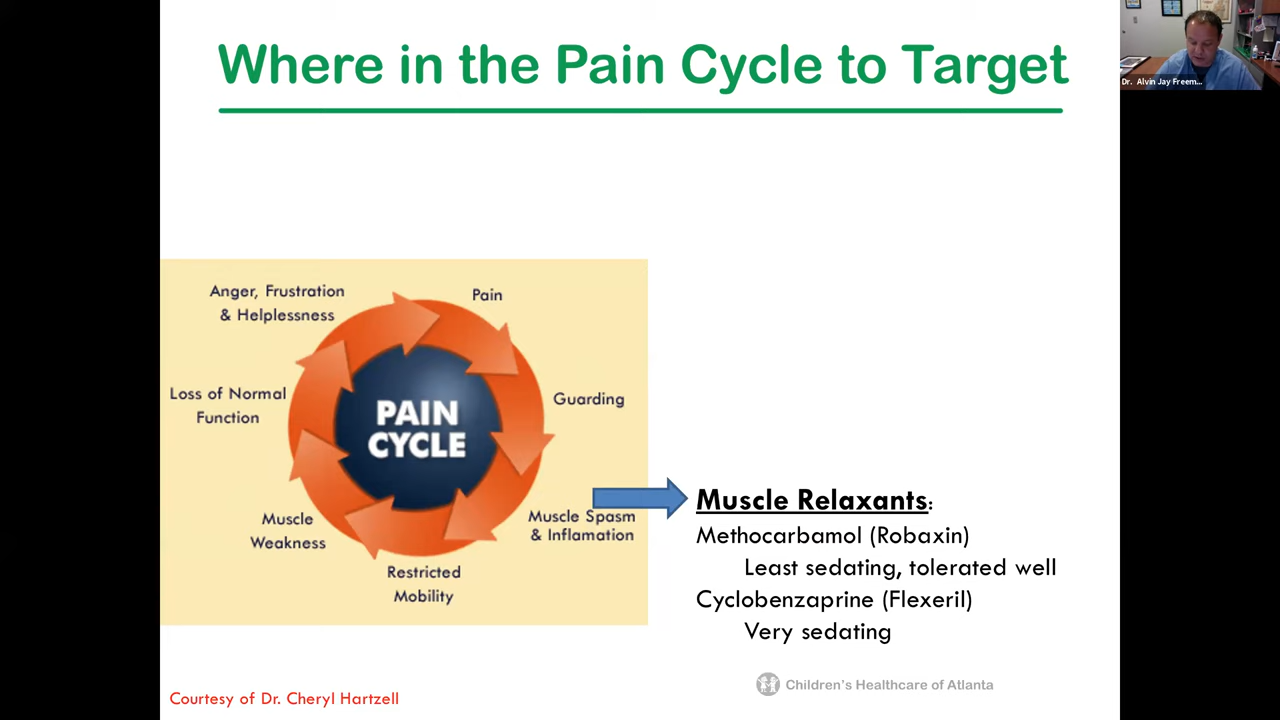 Where in the Pain Cycle to Target
Dr. Alvin Jay Freem...
Anger, Frustration
& Helplessness
Pain
Loss of Normal
Function
PAIN
CYCLE
Guarding
Muscle
Weakness
Muscle Spasm
& Inflamation
Restricted
Mobility
Muscle Relaxants:
Methocarbamol (Robaxin)
Least sedating, tolerated well
Cyclobenzaprine (Flexeril)
Very sedating
Children's Healthcare of Atlanta
Courtesy of Dr. Cheryl Hartzell